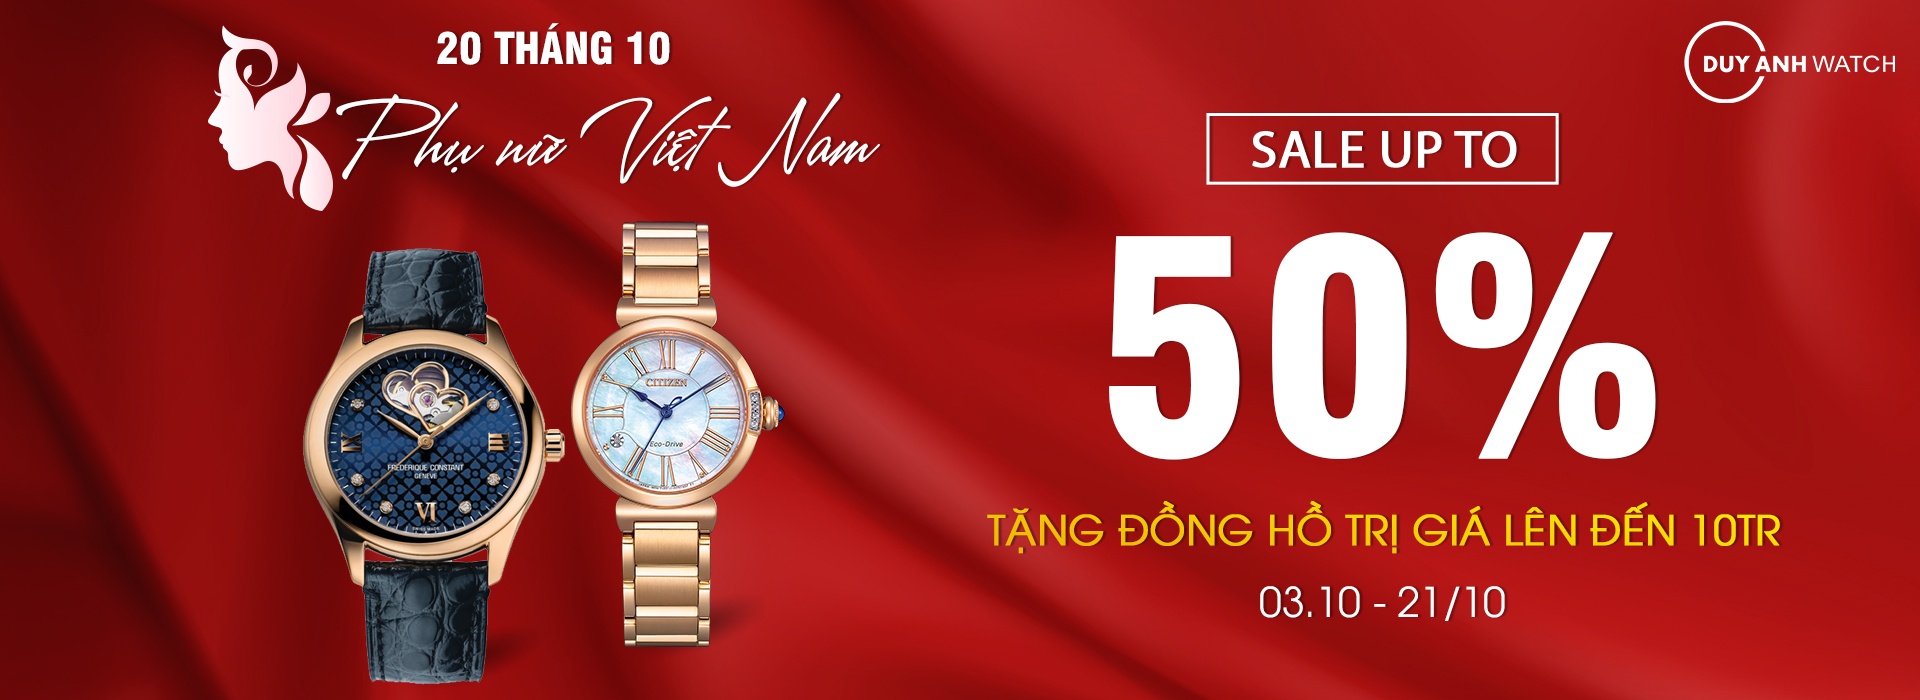 20 THÁNG 10
Phụ nữ Việt Nam
DUY ANH WATCH
SALE UP TO
50%
TẶNG ĐỒNG HỒ TRỊ GIÁ LÊN ĐẾN 10TR
03.10 - 21/10
FREDERIQUE CONSTANT
GENEVE
VI
CITIZEN
Eco-Drive